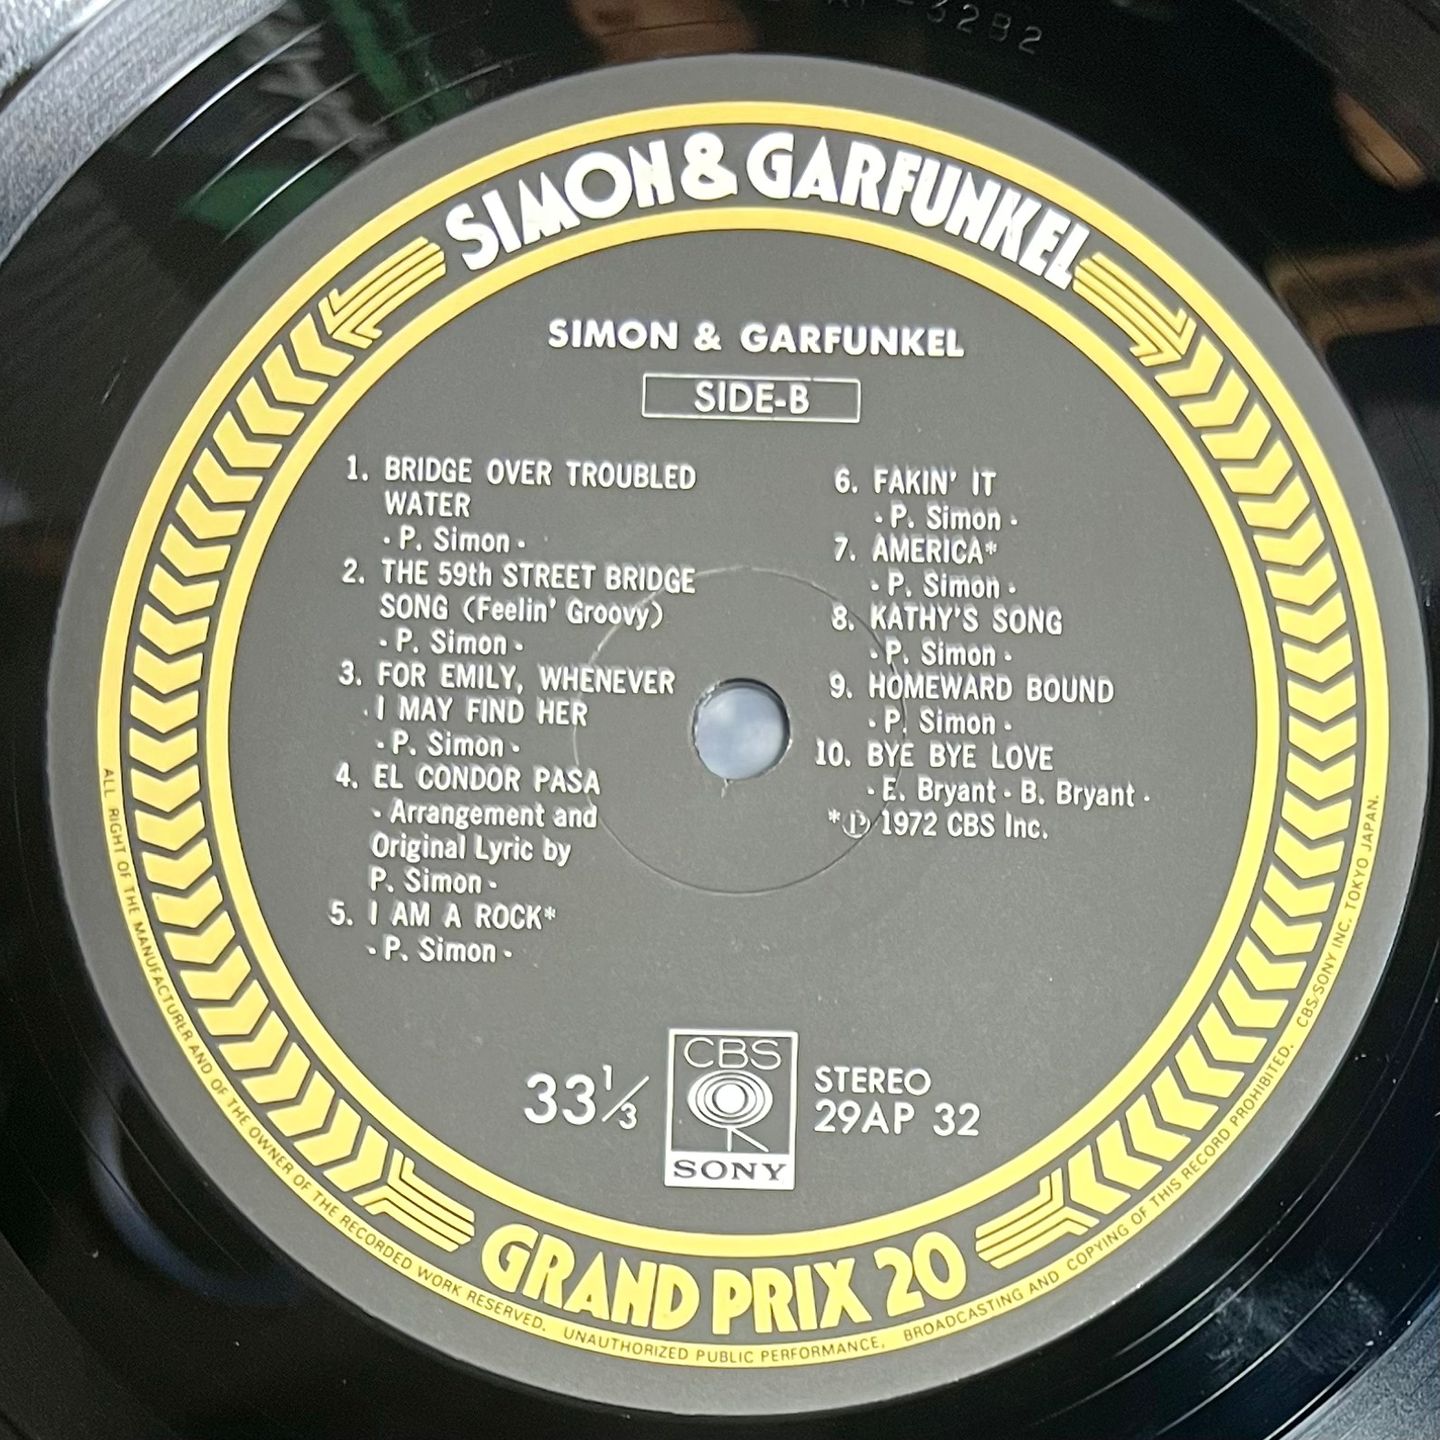 3282
SIMON & GARFUNKEL
SIMON & GARFUNKEL
SIDE-B
1. BRIDGE OVER TROUBLED
WATER
· P. Simon ·
2. THE 59th STREET BRIDGE
SONG (Feelin' Groovy)
· P. Simon ·
3. FOR EMILY, WHENEVER
I MAY FIND HER
· P. Simon ·
4. EL CONDOR PASA
· Arrangement and
Original Lyric by
P. Simon ·
5. I AM A ROCK*
· P. Simon ·
6. FAKIN' IT
· P. Simon ·
7. AMERICA*
· P. Simon ·
8. KATHY'S SONG
· P. Simon ·
9. HOMEWARD BOUND
· P. Simon ·
10. BYE BYE LOVE
· E. Bryant · B. Bryant ·
*Ⓟ 1972 CBS Inc.
33 1/3
CBS
SONY
STEREO
29AP 32
GRAND PRIX 20
ALL RIGHT OF THE MANUFACTURER AND OF THE OWNER OF THE RECORDED WORK RESERVED. UNAUTHORIZED PUBLIC PERFORMANCE, BROADCASTING AND COPYING OF THIS RECORD PROHIBITED. CBS/SONY INC. TOKYO JAPAN.